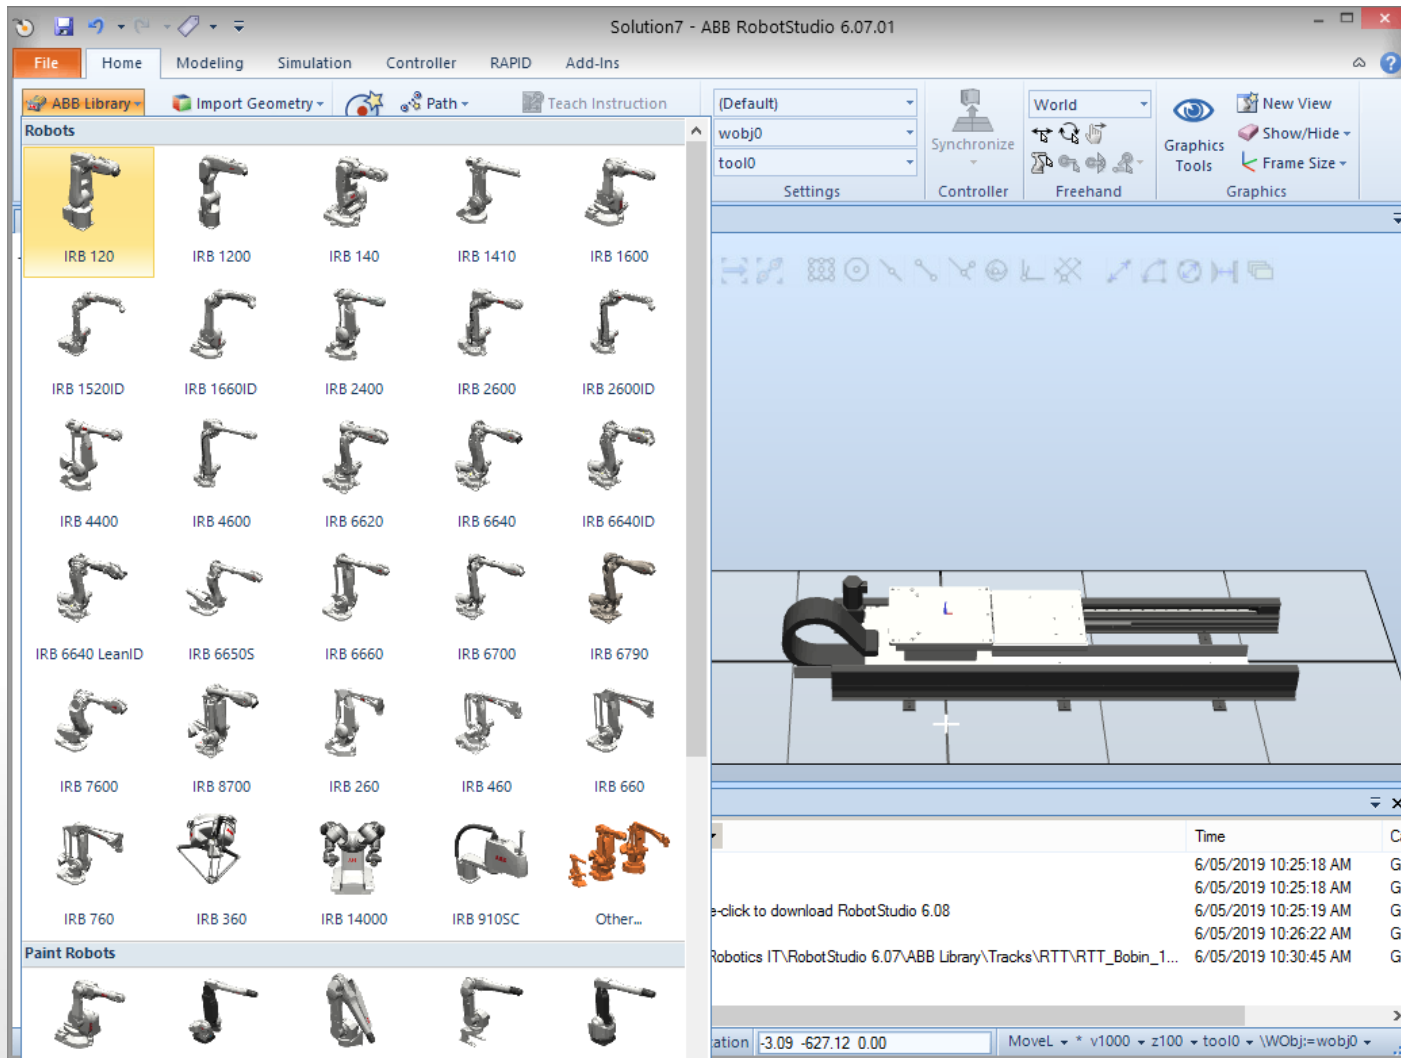 Solution7 - ABB RobotStudio 6.07.01
File Home Modeling Simulation Controller RAPID Add-Ins
ABB Library Import Geometry Path Teach Instruction (Default) World New View
wobj0 Synchronize Graphics Tools Show/Hide
tool0 Frame Size
Settings Controller Freehand Graphics
Robots
IRB 120 IRB 1200 IRB 140 IRB 1410 IRB 1600
IRB 1520ID IRB 1660ID IRB 2400 IRB 2600 IRB 2600ID
IRB 4400 IRB 4600 IRB 6620 IRB 6640 IRB 6640ID
IRB 6640 LeanID IRB 6650S IRB 6660 IRB 6700 IRB 6790
IRB 7600 IRB 8700 IRB 260 IRB 460 IRB 660
IRB 760 IRB 360 IRB 14000 IRB 910SC Other...
Paint Robots
Time
6/05/2019 10:25:18 AM G
6/05/2019 10:25:18 AM G
e-click to download RobotStudio 6.08 6/05/2019 10:25:19 AM G
6/05/2019 10:26:22 AM G
Robotics IT\RobotStudio 6.07\ABB Library\Tracks\RTT\RTT_Bobin_1... 6/05/2019 10:30:45 AM G
-3.09 -627.12 0.00 MoveL * v1000 z100 tool0 \WObj:=wobj0